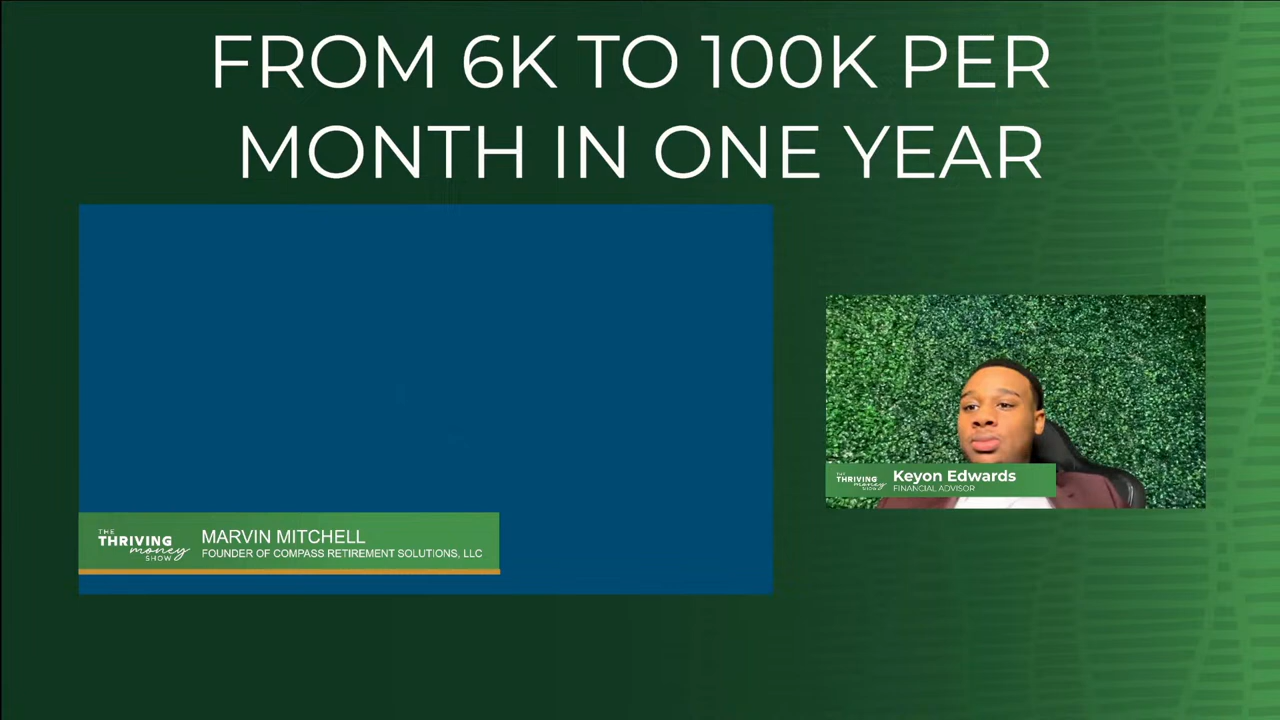 FROM 6K TO 100K PER
MONTH IN ONE YEAR
THE
THRIVING
money
SHOW
MARVIN MITCHELL
FOUNDER OF COMPASS RETIREMENT SOLUTIONS, LLC
THE
THRIVING
money
SHOW
Keyon Edwards
FINANCIAL ADVISOR